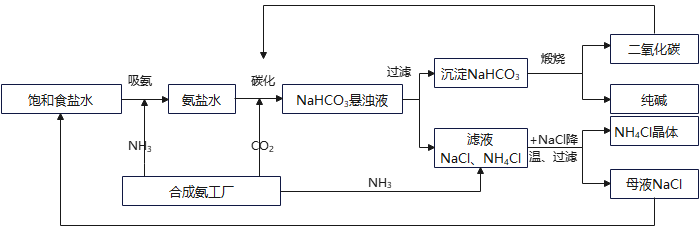 二氧化碳
过滤
煅烧
吸氨
碳化
沉淀NaHCO₃
饱和食盐水
氨盐水
NaHCO₃悬浊液
纯碱
NH₃
CO₂
滤液
NaCl、NH₄Cl
+NaCl降
温、过滤
NH₄Cl晶体
合成氨工厂
NH₃
母液NaCl